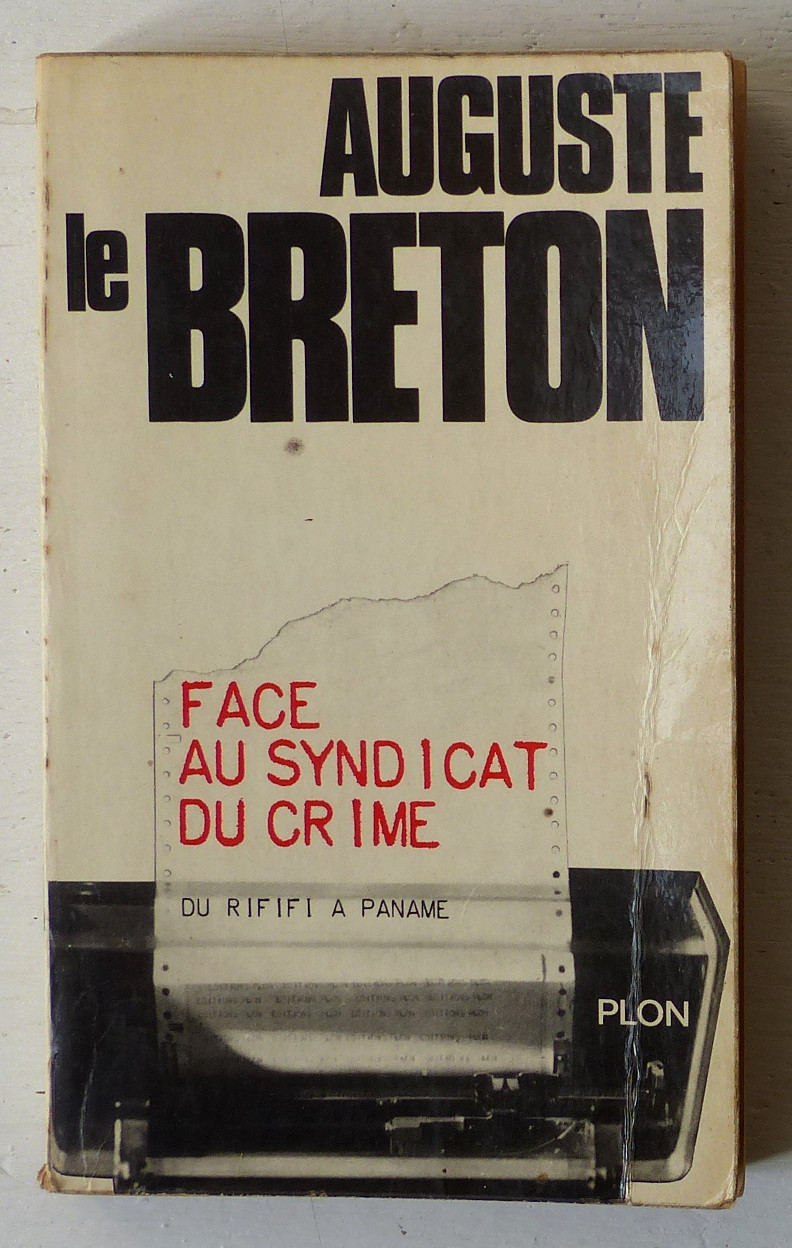 AUGUSTE
le BRETON
FACE
AU SYNDICAT
DU CRIME
DU RIFIFI A PANAME
PLON